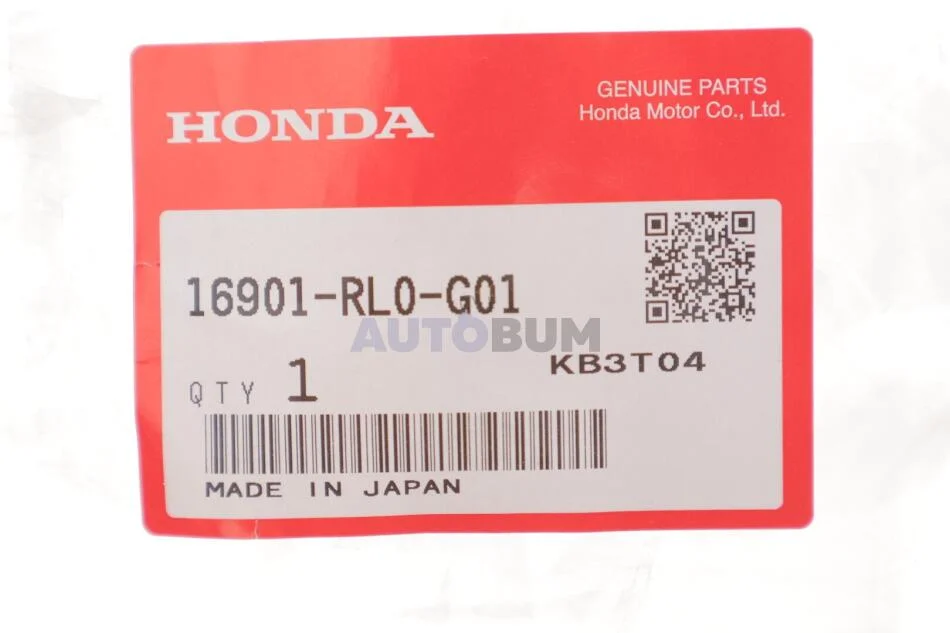 HONDA
GENUINE PARTS
Honda Motor Co., Ltd.
16901-RL0-G01
AUTOBUM
KB3T04
QTY 1
MADE IN JAPAN